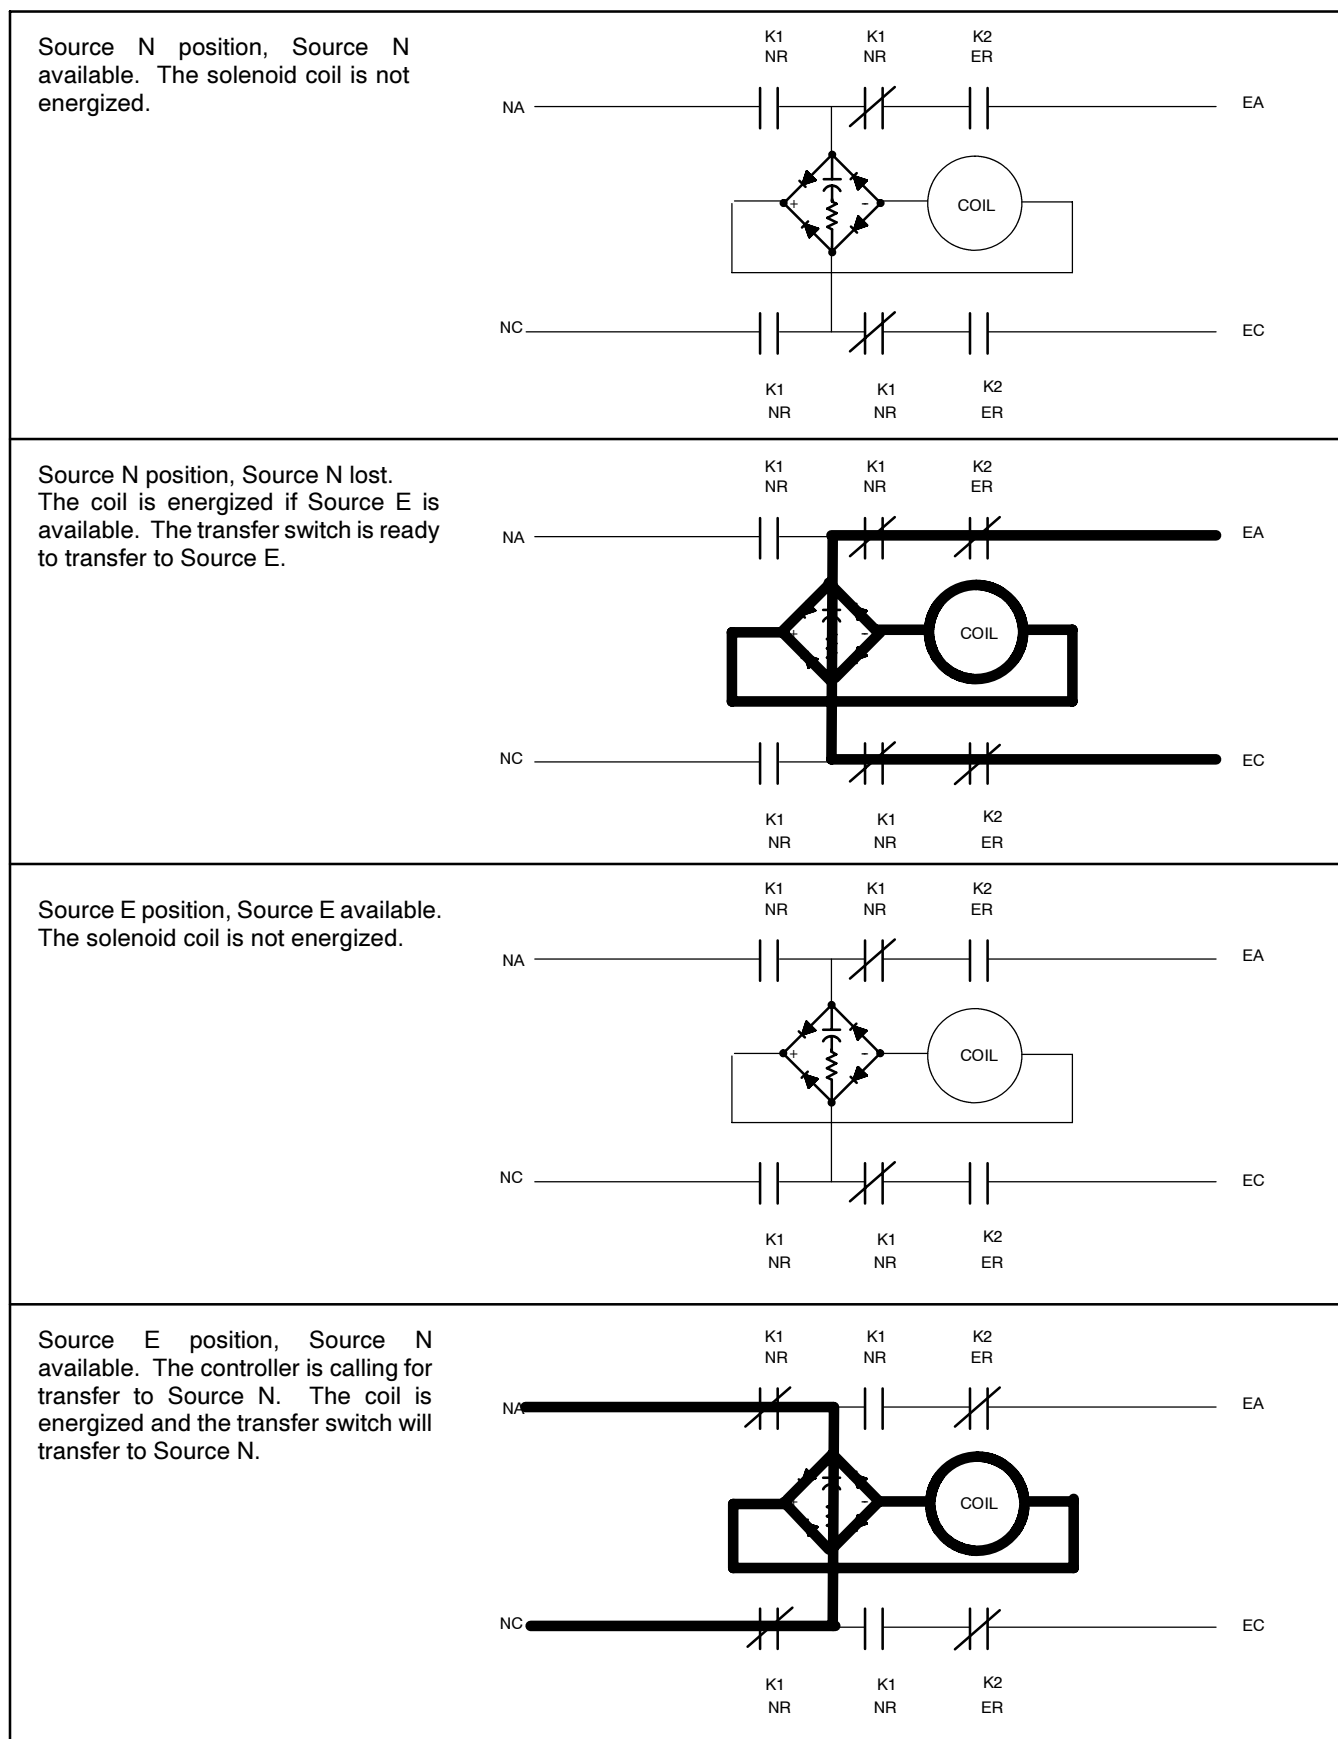 Source N position, Source N
available. The solenoid coil is not
energized.
K1 K1 K2
NR NR ER
NA EA
+ - COIL
NC EC
K1 K1 K2
NR NR ER
Source N position, Source N lost.
The coil is energized if Source E is
available. The transfer switch is ready
to transfer to Source E.
K1 K1 K2
NR NR ER
NA EA
+ - COIL
NC EC
K1 K1 K2
NR NR ER
Source E position, Source E available.
The solenoid coil is not energized.
K1 K1 K2
NR NR ER
NA EA
+ - COIL
NC EC
K1 K1 K2
NR NR ER
Source E position, Source N
available. The controller is calling for
transfer to Source N. The coil is
energized and the transfer switch will
transfer to Source N.
K1 K1 K2
NR NR ER
NA EA
+ - COIL
NC EC
K1 K1 K2
NR NR ER